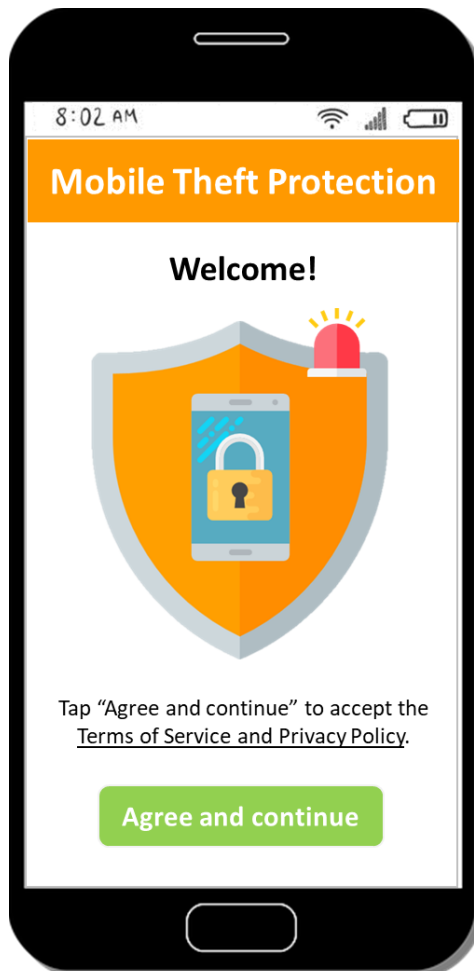 8:02 AM
Mobile Theft Protection
Welcome!
Tap “Agree and continue” to accept the
Terms of Service and Privacy Policy.
Agree and continue